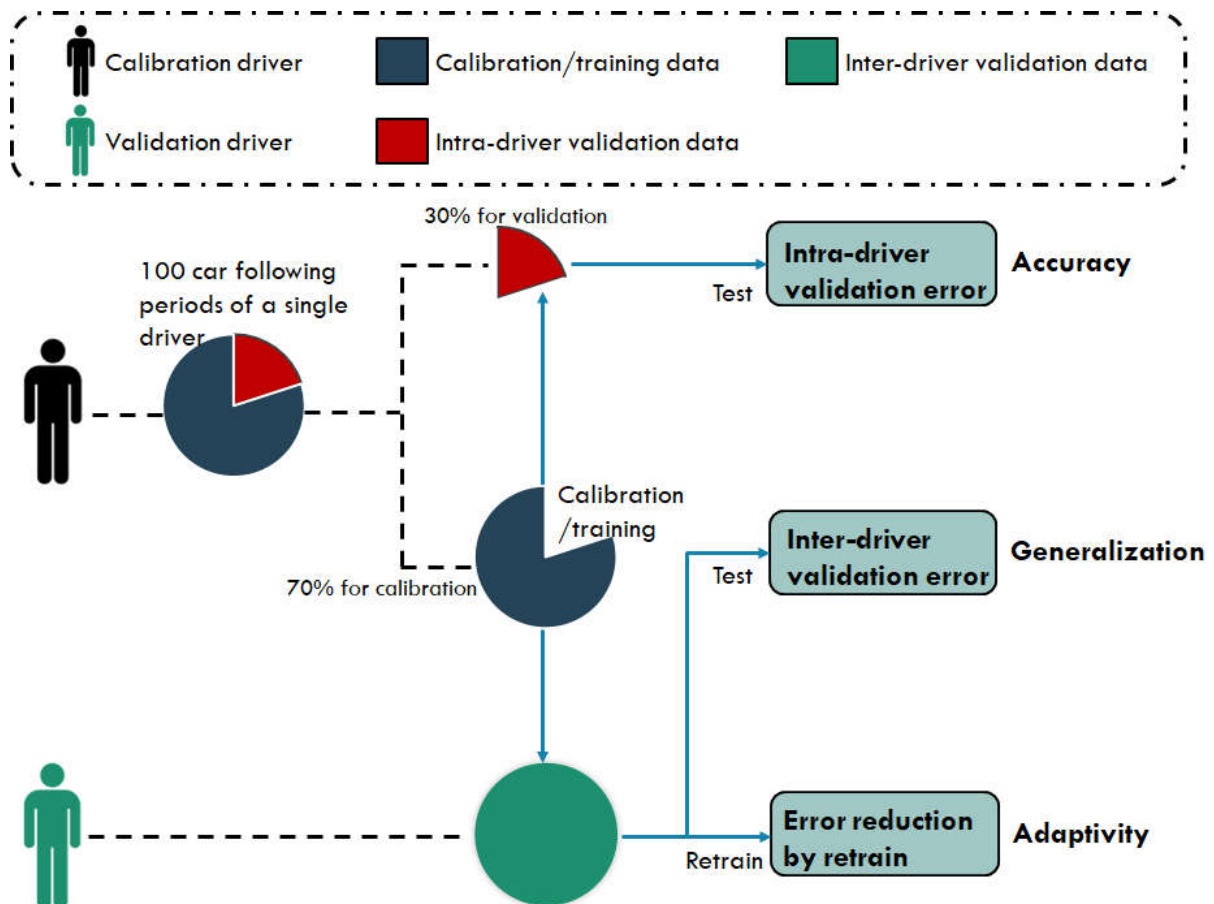 Calibration driver
Calibration/training data
Inter-driver validation data
Validation driver
Intra-driver validation data
30% for validation
100 car following
periods of a single
driver
Test
Intra-driver
validation error
Accuracy
Calibration
/training
70% for calibration
Test
Inter-driver
validation error
Generalization
Retrain
Error reduction
by retrain
Adaptivity